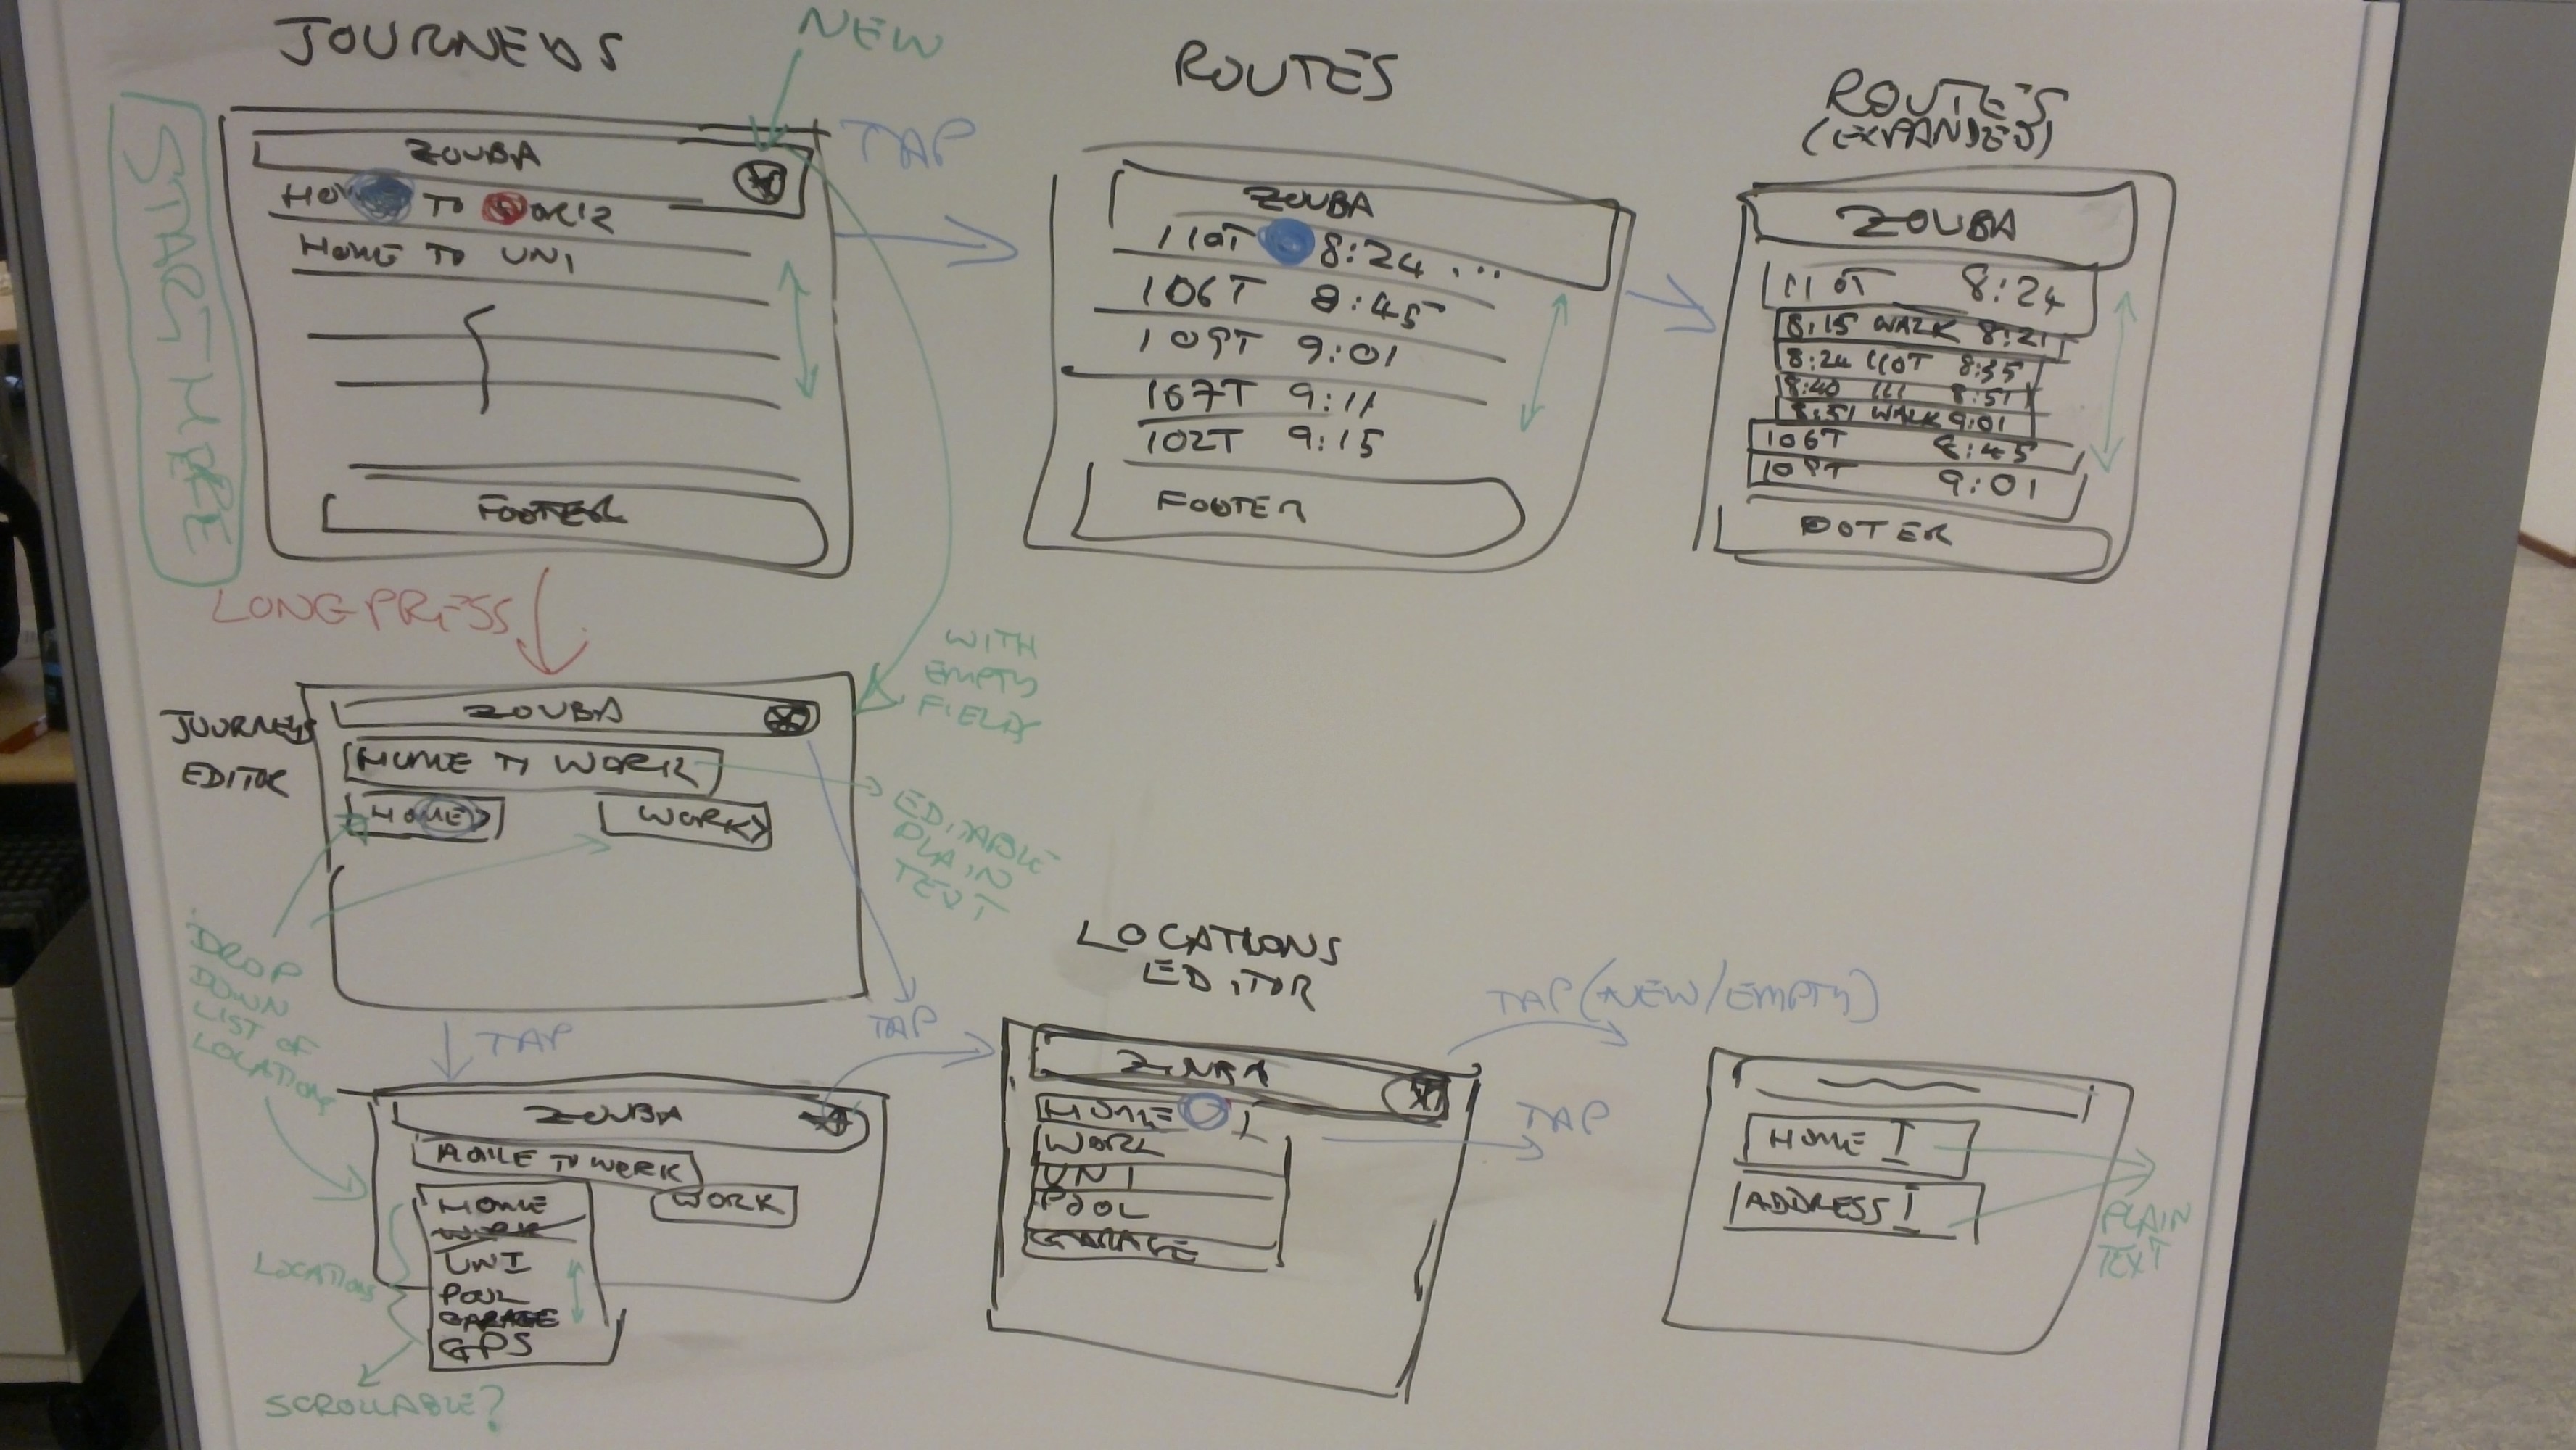 JOURNEYS
NEW
START HERE
ZOUBA
HO TO WORK
HOME TO UNI
FOOTER
TAP
ROUTES
ZOUBA
110T 8:24 ...
106T 8:45
109T 9:01
167T 9:11
102T 9:15
FOOTER
ROUTES
(EXPANDED)
ZOUBA
110T 8:24
8:15 WALK 8:21
8:24 110T 8:35
8:40 111 8:51
8:51 WALK 9:01
106T 8:45
109T 9:01
FOOTER
LONG PRESS
WITH
EMPTY
FIELDS
JOURNEYS
EDITOR
ZOUBA
HOME TO WORK
HOME >
WORK >
EDITABLE
PLAIN
TEXT
DROP
DOWN
LIST OF
LOCATIONS
TAP
TAP
ZOUBA
HOME TO WORK
HOME
WORK
UNI
POOL
GARAGE
GPS
WORK
LOCATIONS
SCROLLABLE?
LOCATIONS
EDITOR
ZOUBA
HOME I
WORK
UNI
POOL
GARAGE
TAP (NEW/EMPTY)
TAP
HOME I
ADDRESS I
PLAIN
TEXT